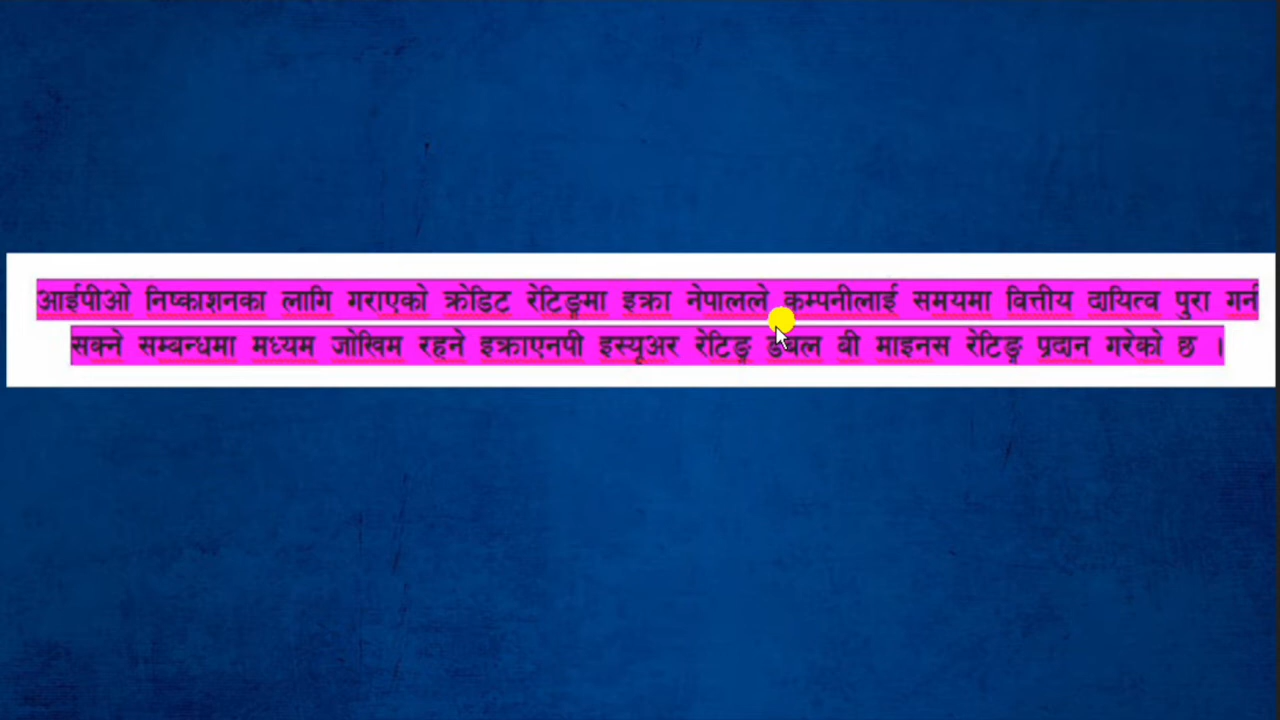 आईपीओ निष्काशनका लागि गराएको क्रेडिट रेटिङ्गमा इक्रा नेपालले कम्पनीलाई समयमा वित्तीय दायित्व पुरा गर्न
सक्ने सम्बन्धमा मध्यम जोखिम रहने इक्राएनपी इस्यूअर रेटिङ्ग डबल बी माइनस रेटिङ्ग प्रदान गरेको छ ।